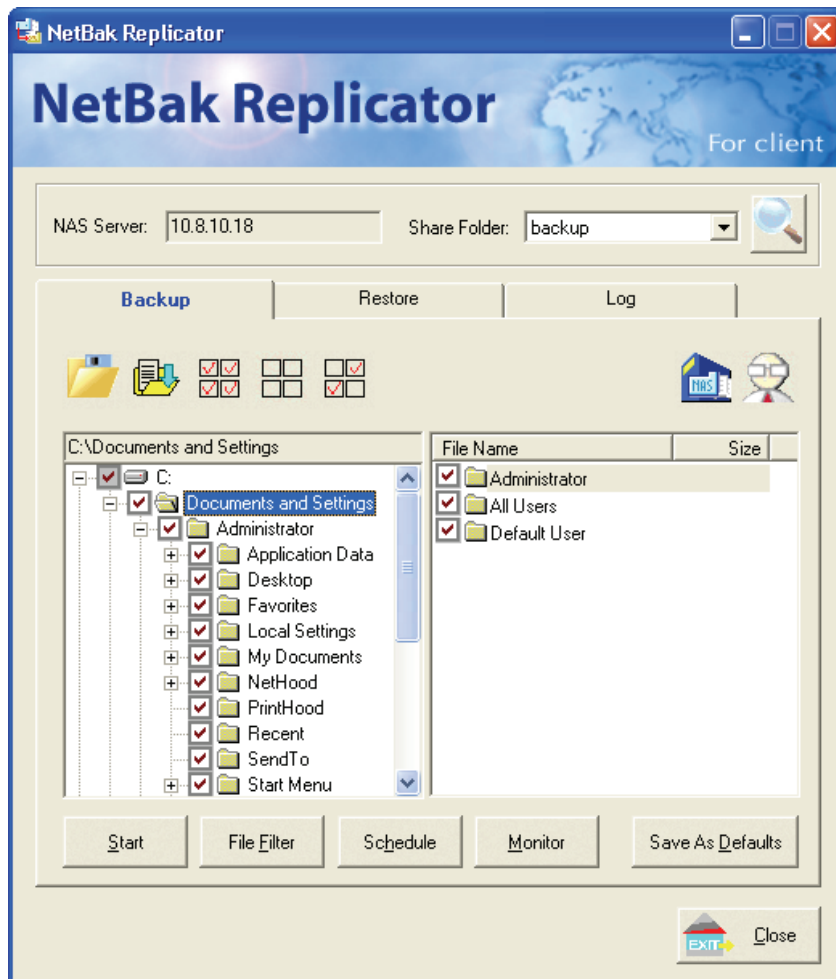 NetBak Replicator
NetBak Replicator
For client
NAS Server: 10.8.10.18 Share Folder: backup
Backup Restore Log
NAS
C:\Documents and Settings
C:
Documents and Settings
Administrator
Application Data
Desktop
Favorites
Local Settings
My Documents
NetHood
PrintHood
Recent
SendTo
Start Menu
File Name Size
Administrator
All Users
Default User
Start File Filter Schedule Monitor Save As Defaults
EXIT Close